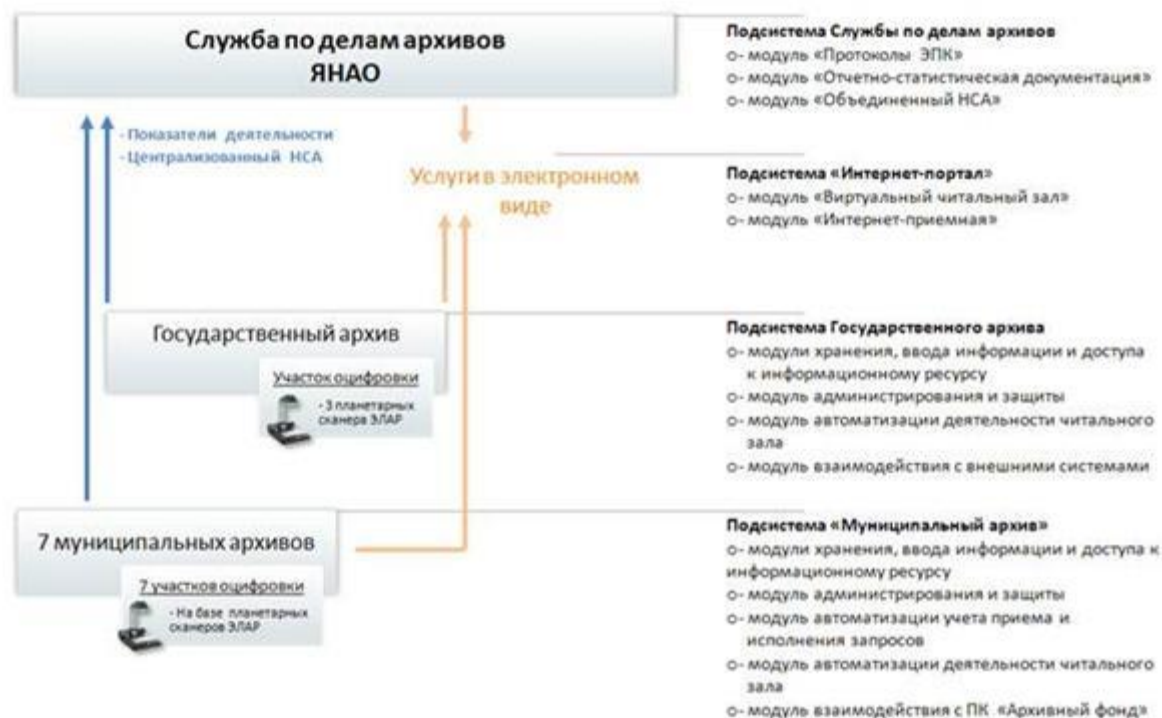 Служба по делам архивов
ЯНАО
- Показатели деятельности
- Централизованный НСА
Услуги в электронном
виде
Государственный архив
Участок оцифровки
- 3 планетарных
сканера ЭЛАР
7 муниципальных архивов
7 участков оцифровки
- На базе планетарных
сканеров ЭЛАР
Подсистема Службы по делам архивов
o- модуль «Протоколы ЭПК»
o- модуль «Отчетно-статистическая документация»
o- модуль «Объединенный НСА»
Подсистема «Интернет-портал»
o- модуль «Виртуальный читальный зал»
o- модуль «Интернет-приемная»
Подсистема Государственного архива
o- модули хранения, ввода информации и доступа
к информационному ресурсу
o- модуль администрирования и защиты
o- модуль автоматизации деятельности читального
зала
o- модуль взаимодействия с внешними системами
Подсистема «Муниципальный архив»
o- модули хранения, ввода информации и доступа к
информационному ресурсу
o- модуль администрирования и защиты
o- модуль автоматизации учета приема и
исполнения запросов
o- модуль автоматизации деятельности читального
зала
o- модуль взаимодействия с ПК «Архивный фонд»